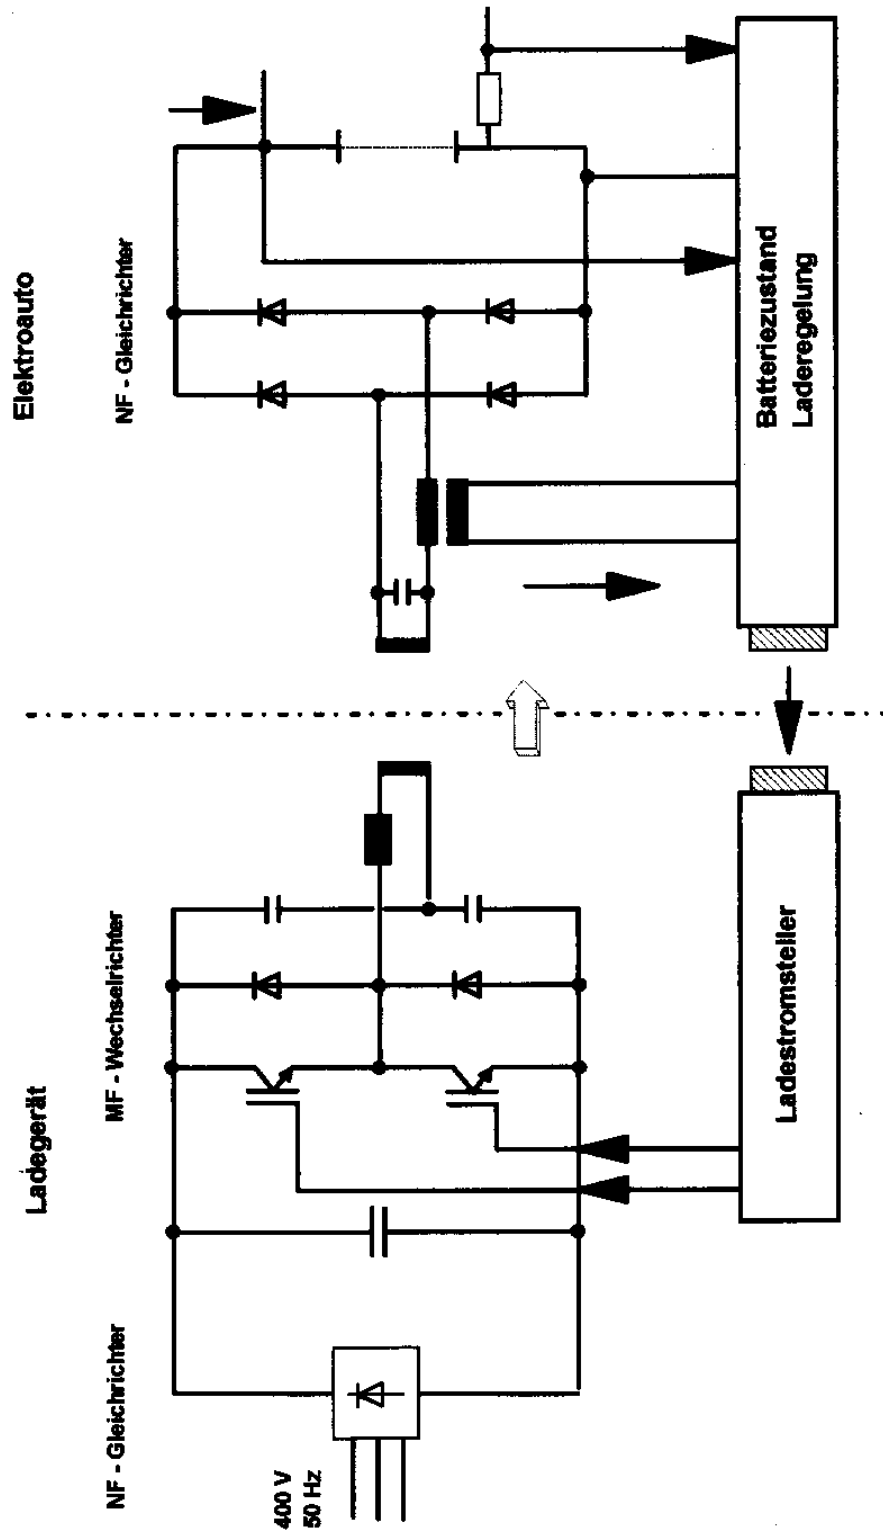 Ladegerät
Elektroauto
NF - Gleichrichter
MF - Wechselrichter
NF - Gleichrichter
400 V
50 Hz
Ladestromsteller
Batteriezustand
Laderegelung